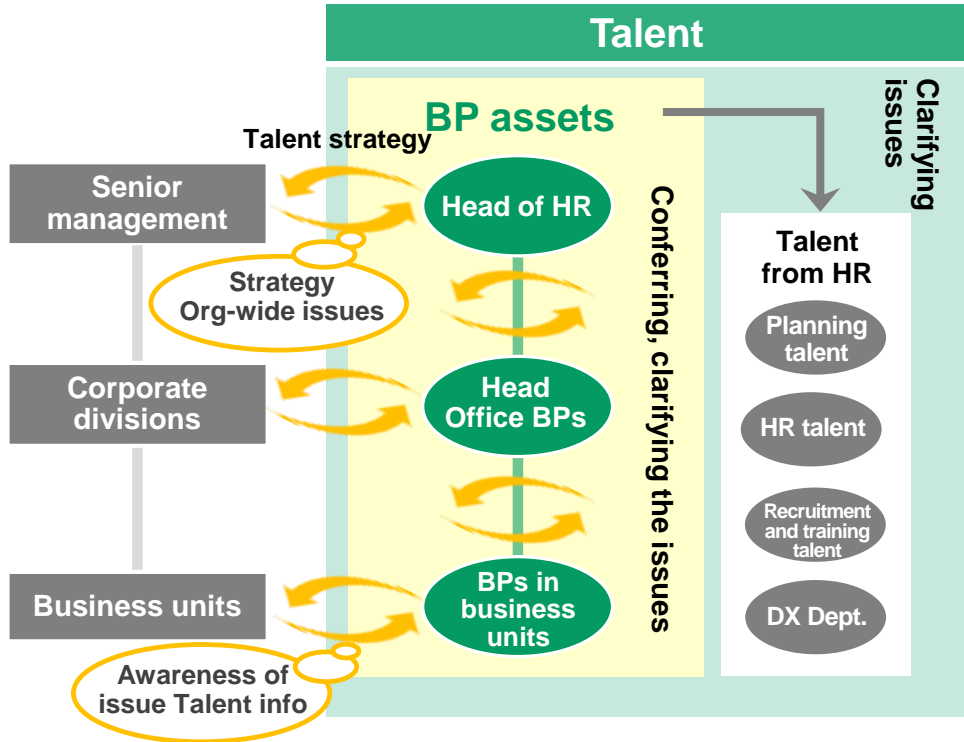 Talent
Clarifying
issues
BP assets
Talent strategy
Senior
management
Head of HR
Strategy
Org-wide issues
Conferring, clarifying the issues
Talent
from HR
Planning
talent
Corporate
divisions
Head
Office BPs
HR talent
Recruitment
and training
talent
Business units
BPs in
business
units
DX Dept.
Awareness of
issue Talent info